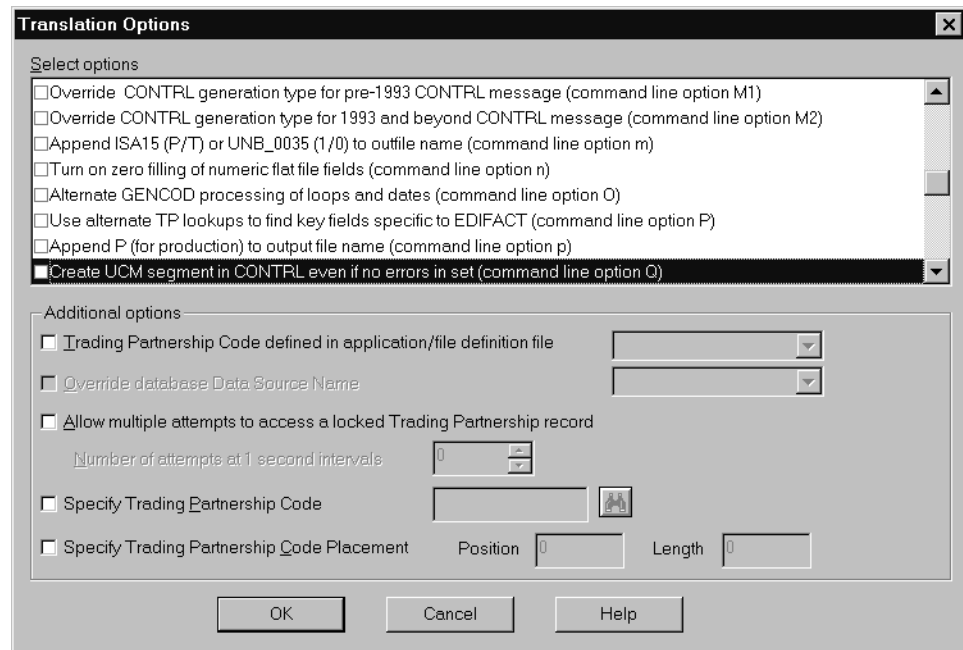 Translation Options
Select options
Override  CONTRL generation type for pre-1993 CONTRL message (command line option M1)
Override CONTRL generation type for 1993 and beyond CONTRL message (command line option M2)
Append ISA15 (P/T) or UNB_0035 (1/0) to outfile name (command line option m)
Turn on zero filling of numeric flat file fields (command line option n)
Alternate GENCOD processing of loops and dates (command line option O)
Use alternate TP lookups to find key fields specific to EDIFACT (command line option P)
Append P (for production) to output file name (command line option p)
Create UCM segment in CONTRL even if no errors in set (command line option Q)
Additional options
Trading Partnership Code defined in application/file definition file
Override database Data Source Name
Allow multiple attempts to access a locked Trading Partnership record
Number of attempts at 1 second intervals 0
Specify Trading Partnership Code
Specify Trading Partnership Code Placement Position 0 Length 0
OK Cancel Help